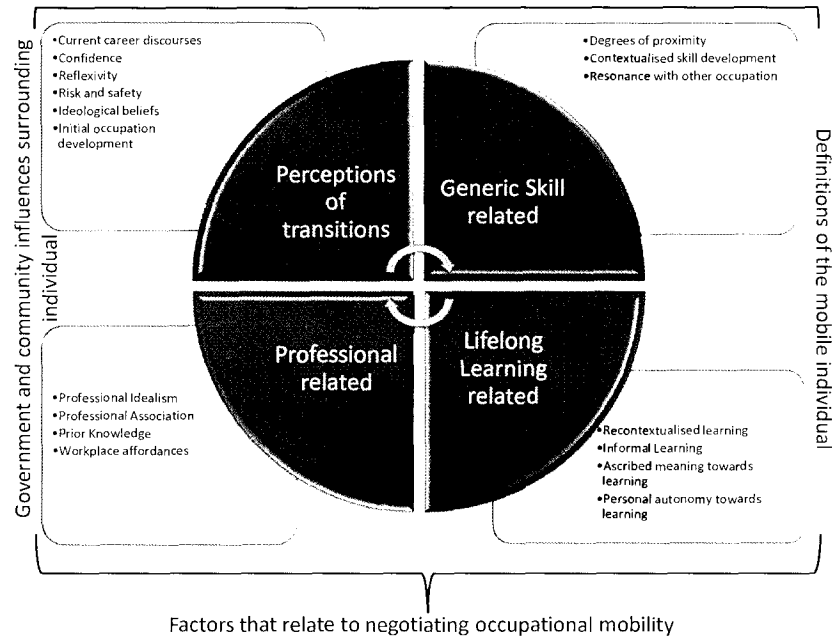 Government and community influences surrounding
individual
•Current career discourses
•Confidence
•Reflexivity
•Risk and safety
•Ideological beliefs
•Initial occupation
development
•Degrees of proximity
•Contextualised skill development
•Resonance with other occupation
Perceptions
of
transitions
Generic Skill
related
Professional
related
Lifelong
Learning
related
•Professional Idealism
•Professional Association
•Prior Knowledge
•Workplace affordances
•Recontextualised learning
•Informal Learning
•Ascribed meaning towards
learning
•Personal autonomy towards
learning
Definitions of the mobile individual
Factors that relate to negotiating occupational mobility